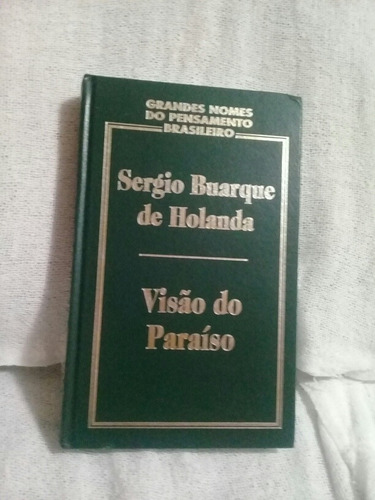 GRANDES NOMES
DO PENSAMENTO
BRASILEIRO
Sergio Buarque
de Holanda
Visão do
Paraíso